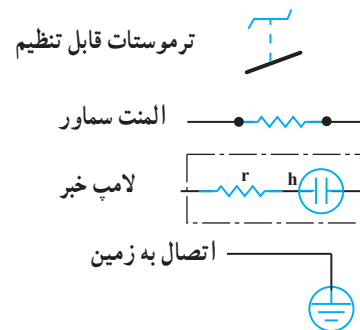 ترموستات قابل تنظیم
المنت سماور
لامپ خبر
r
h
اتصال به زمین